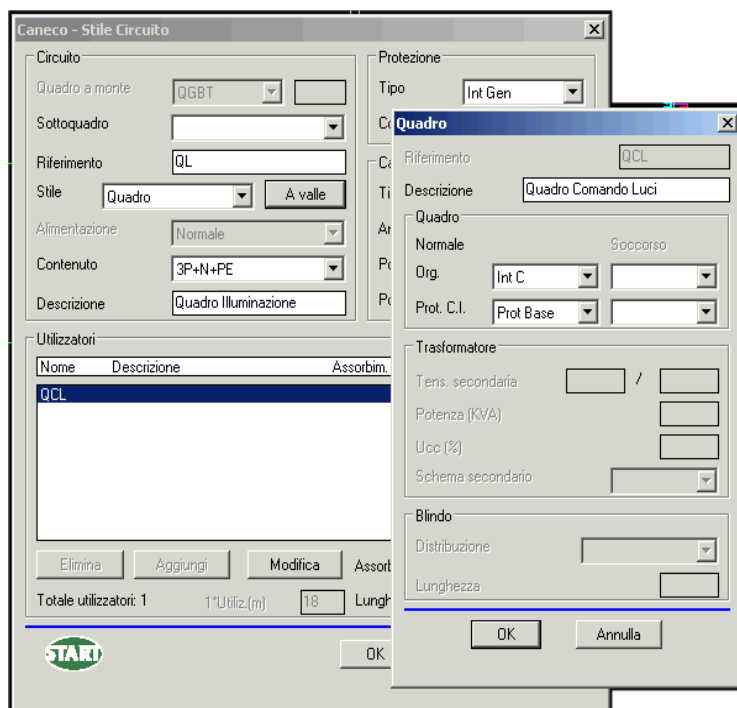 Caneco - Stile Circuito
Circuito
Quadro a monte QGBT
Sottoquadro
Riferimento QL
Stile Quadro A valle
Alimentazione Normale
Contenuto 3P+N+PE
Descrizione Quadro Illuminazione
Protezione
Tipo Int Gen
Utilizzatori
Nome Descrizione Assorbim.
QCL
Elimina Aggiungi Modifica
Totale utilizzatori: 1 1*Utiliz.(m) 18
START
OK
Quadro
Riferimento QCL
Descrizione Quadro Comando Luci
Quadro
Normale Soccorso
Org. Int C
Prot. C.I. Prot Base
Trasformatore
Tens. secondaria /
Potenza (KVA)
Ucc (%)
Schema secondario
Blindo
Distribuzione
Lunghezza
OK Annulla